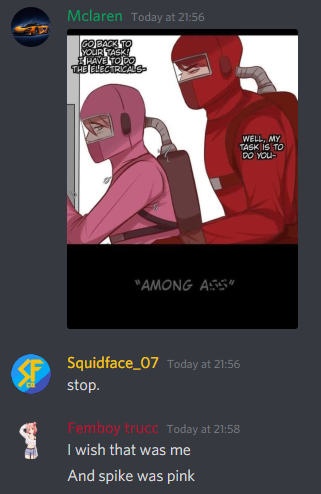 Mclaren Today at 21:56
GO BACK TO
YOUR TASK!
I HAVE TO DO
THE ELECTRICALS-
WELL, MY
TASK IS TO
DO YOU-
"AMONG ASS"
SF
co
Squidface_07 Today at 21:56
stop.
Femboy trucc Today at 21:58
I wish that was me
And spike was pink